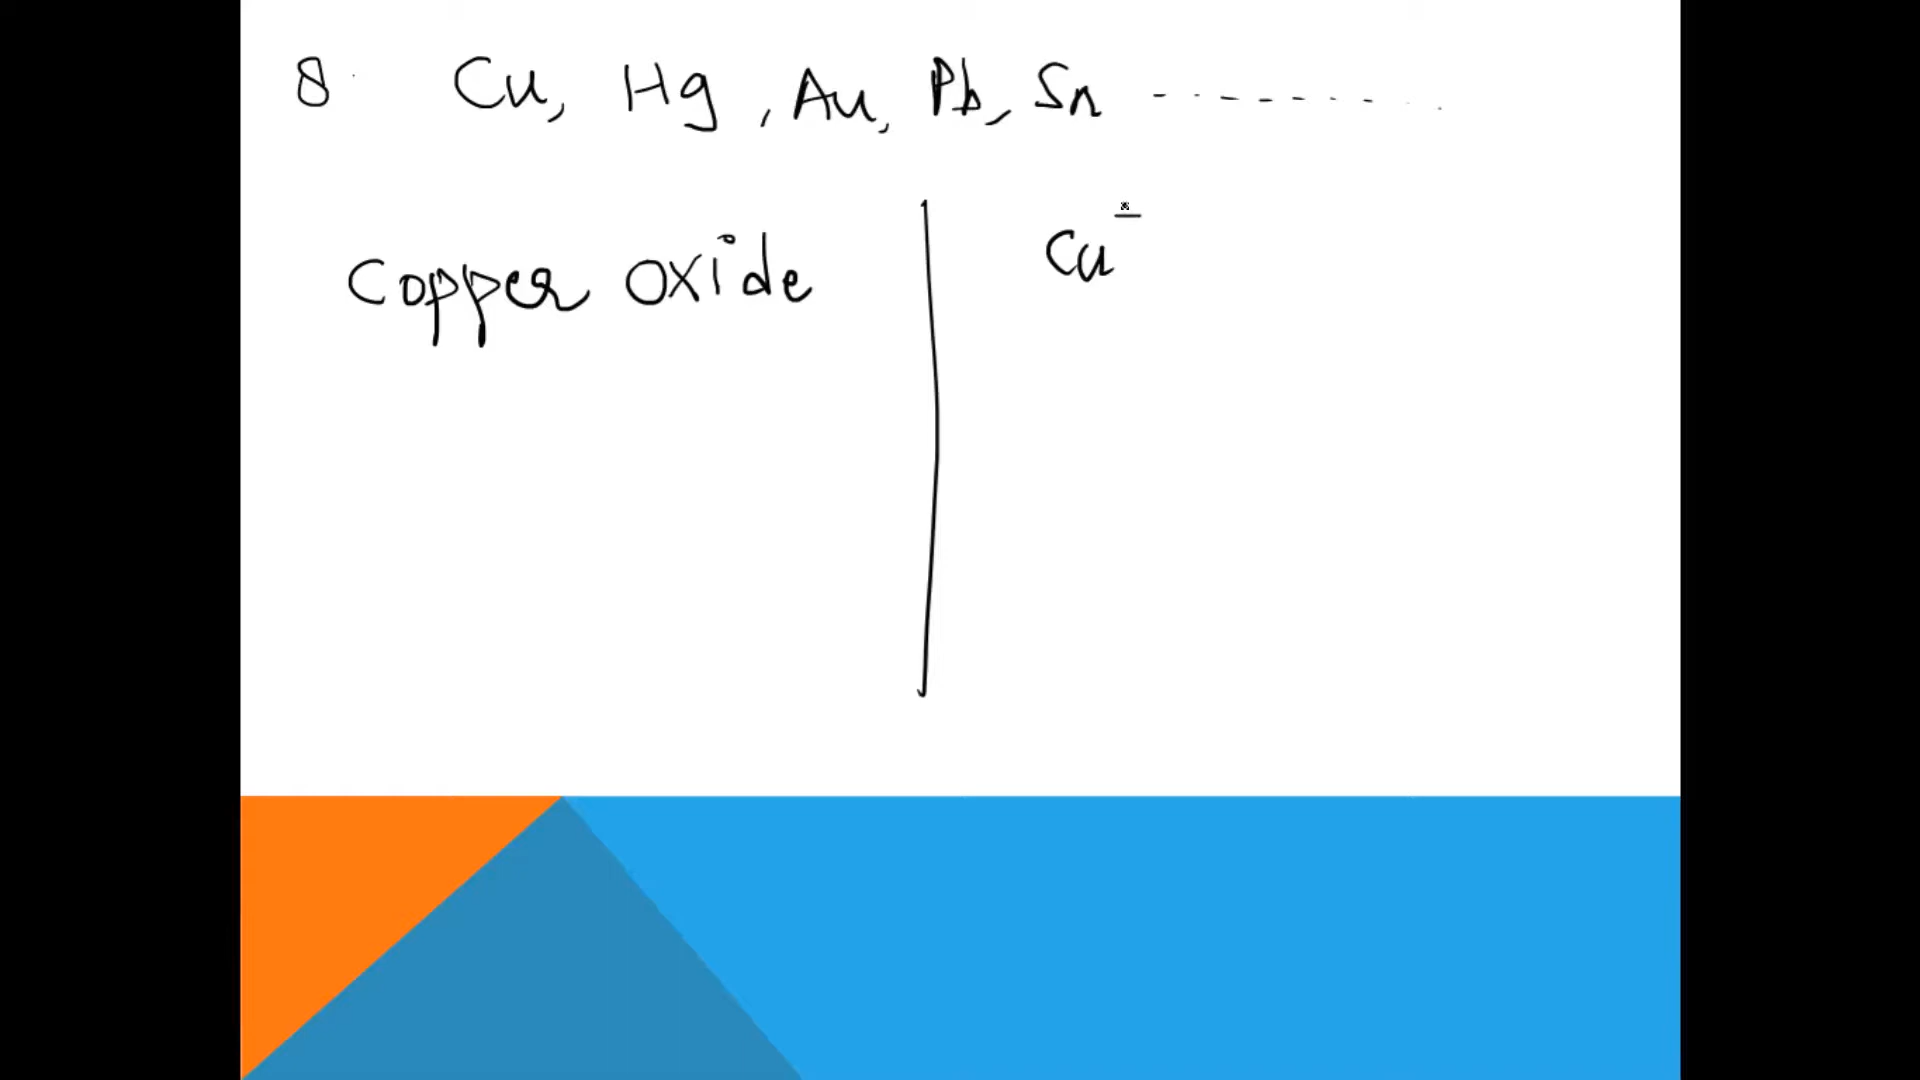 8. Cu, Hg, Au, Pb, Sn ----------
Copper Oxide
Cu⁻